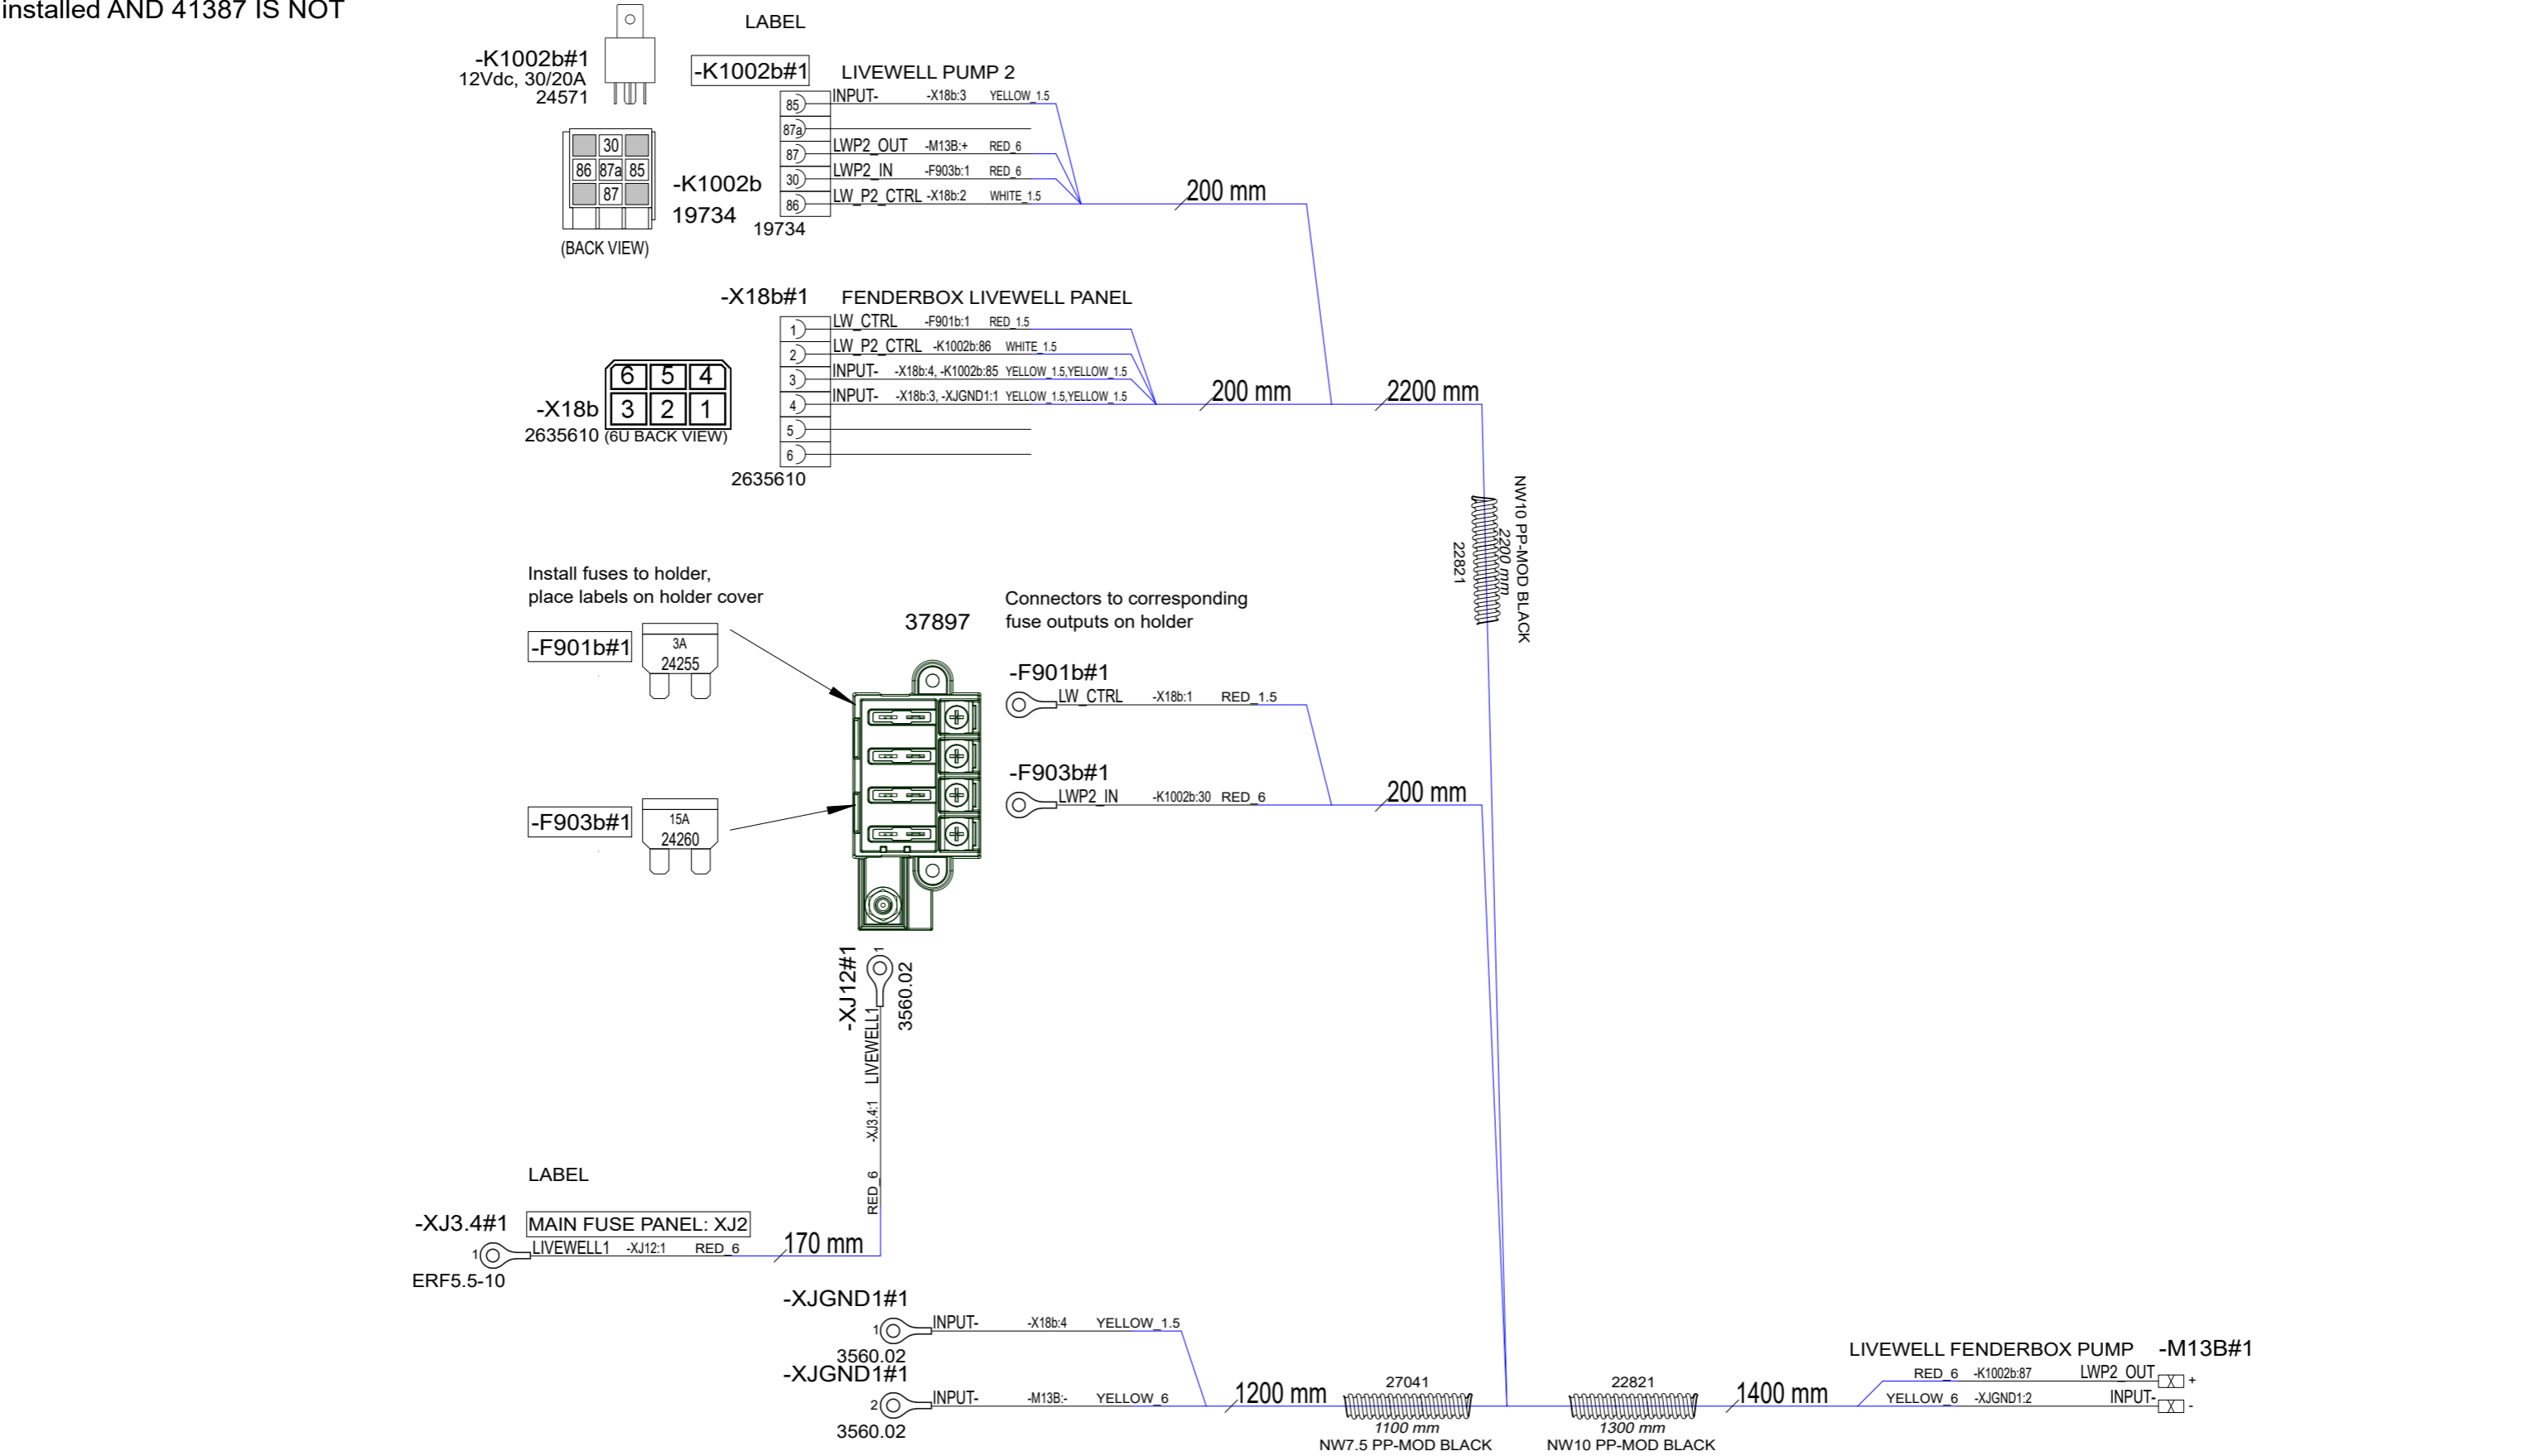 installed AND 41387 IS NOT
LABEL
-K1002b#1
12Vdc, 30/20A
24571
-K1002b#1
LIVEWELL PUMP 2
85 INPUT- -X18b:3 YELLOW_1.5
87a
87 LWP2_OUT -M13B:+ RED_6
30 LWP2_IN -F903b:1 RED_6
86 LW_P2_CTRL -X18b:2 WHITE_1.5
19734
30
86 87a 85
87
-K1002b
19734
(BACK VIEW)
200 mm
-X18b#1 FENDERBOX LIVEWELL PANEL
1 LW_CTRL -F901b:1 RED_1.5
2 LW_P2_CTRL -K1002b:86 WHITE_1.5
3 INPUT- -X18b:4, -K1002b:85 YELLOW_1.5,YELLOW_1.5
4 INPUT- -X18b:3, -XJGND1:1 YELLOW_1.5,YELLOW_1.5
5
6
2635610
6 5 4
3 2 1
-X18b
2635610 (6U BACK VIEW)
200 mm
2200 mm
NW10 PP-MOD BLACK
2200 mm
22821
Install fuses to holder,
place labels on holder cover
-F901b#1
3A
24255
-F903b#1
15A
24260
37897
Connectors to corresponding
fuse outputs on holder
-F901b#1
LW_CTRL -X18b:1 RED_1.5
-F903b#1
LWP2_IN -K1002b:30 RED_6
200 mm
-XJ12#1
1
3560.02
LIVEWELL1
-XJ3.4:1
RED_6
LABEL
-XJ3.4#1
MAIN FUSE PANEL: XJ2
1 LIVEWELL1 -XJ12:1 RED_6
170 mm
ERF5.5-10
-XJGND1#1
1 INPUT- -X18b:4 YELLOW_1.5
3560.02
-XJGND1#1
2 INPUT- -M13B:- YELLOW_6
3560.02
1200 mm
27041
1100 mm
NW7.5 PP-MOD BLACK
22821
1300 mm
NW10 PP-MOD BLACK
1400 mm
LIVEWELL FENDERBOX PUMP -M13B#1
RED_6 -K1002b:87 LWP2_OUT X +
YELLOW_6 -XJGND1:2 INPUT- X -